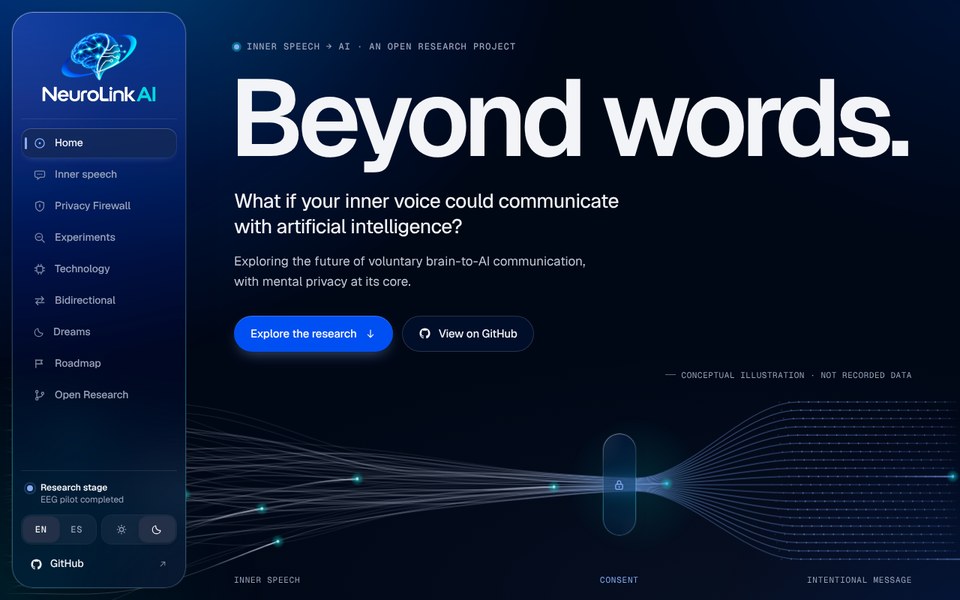 NeuroLinkAI
Home
Inner speech
Privacy Firewall
Experiments
Technology
Bidirectional
Dreams
Roadmap
Open Research
Research stage
EEG pilot completed
EN ES
GitHub ↗
INNER SPEECH → AI · AN OPEN RESEARCH PROJECT
Beyond words.
What if your inner voice could communicate
with artificial intelligence?
Exploring the future of voluntary brain-to-AI communication,
with mental privacy at its core.
Explore the research ↓
View on GitHub
— CONCEPTUAL ILLUSTRATION · NOT RECORDED DATA
INNER SPEECH
CONSENT
INTENTIONAL MESSAGE